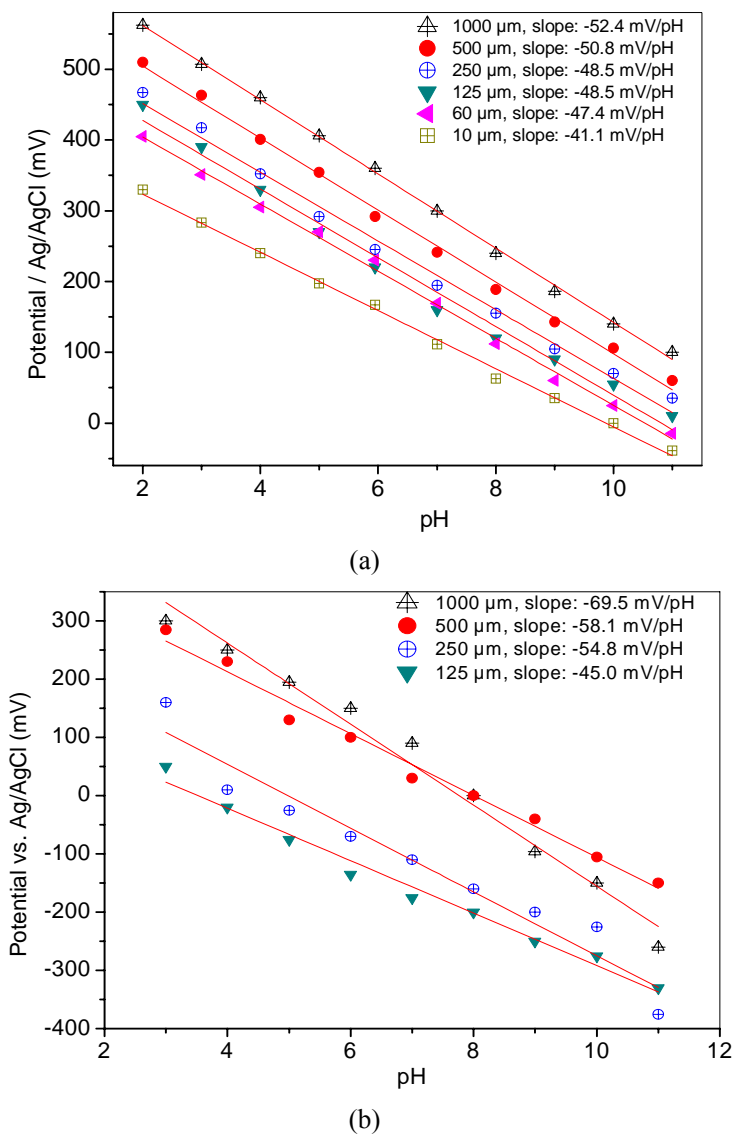 1000 µm, slope: -52.4 mV/pH
500 µm, slope: -50.8 mV/pH
250 µm, slope: -48.5 mV/pH
125 µm, slope: -48.5 mV/pH
60 µm, slope: -47.4 mV/pH
10 µm, slope: -41.1 mV/pH
Potential / Ag/AgCl (mV)
500
400
300
200
100
0
2
4
6
8
10
pH
(a)
1000 µm, slope: -69.5 mV/pH
500 µm, slope: -58.1 mV/pH
250 µm, slope: -54.8 mV/pH
125 µm, slope: -45.0 mV/pH
Potential vs. Ag/AgCl (mV)
300
200
100
0
-100
-200
-300
-400
2
4
6
8
10
12
pH
(b)